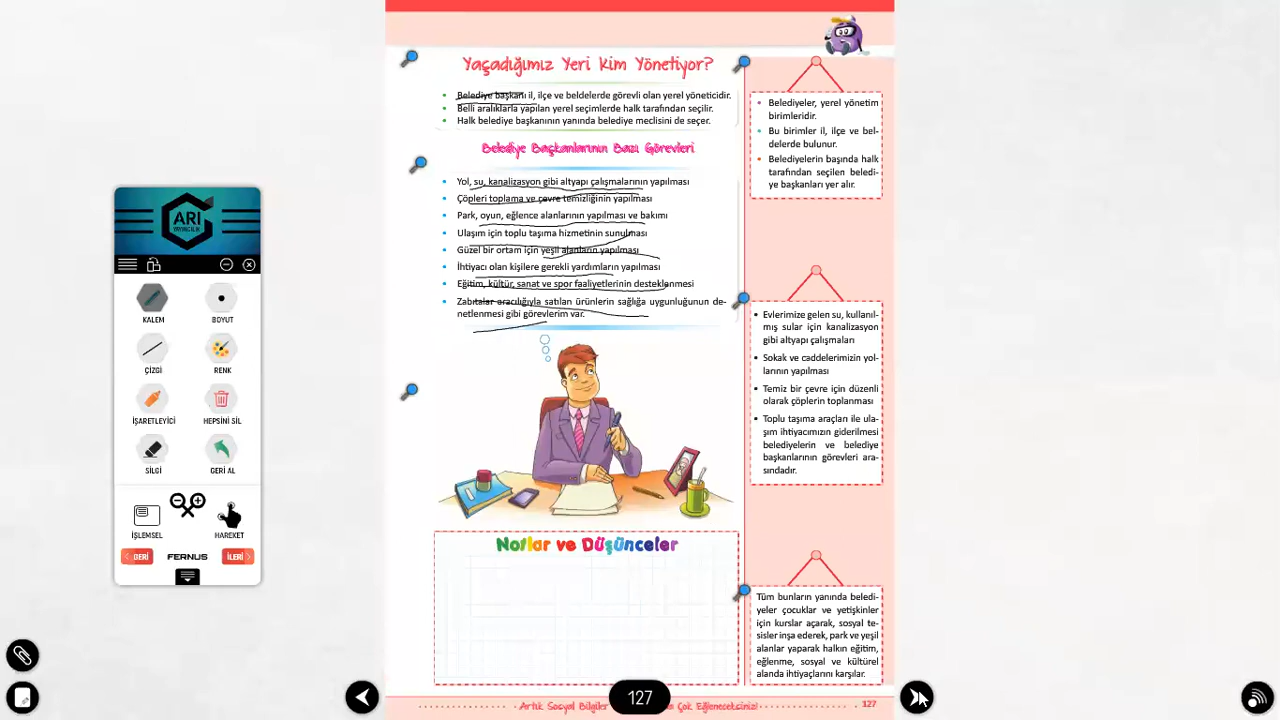 Yaşadığımız Yeri Kim Yönetiyor?
• Belediye başkanı il, ilçe ve beldelerde görevli olan yerel yöneticidir.
• Belli aralıklarla yapılan yerel seçimlerde halk tarafından seçilir.
• Halk belediye başkanının yanında belediye meclisini de seçer.
Belediye Başkanlarının Bazı Görevleri
• Yol, su, kanalizasyon gibi altyapı çalışmalarının yapılması
• Çöpleri toplama ve çevre temizliğinin yapılması
• Park, oyun, eğlence alanlarının yapılması ve bakımı
• Ulaşım için toplu taşıma hizmetinin sunulması
• Güzel bir ortam için yeşil alanların yapılması
• İhtiyacı olan kişilere gerekli yardımların yapılması
• Eğitim, kültür, sanat ve spor faaliyetlerinin desteklenmesi
• Zabıtalar aracılığıyla satılan ürünlerin sağlığa uygunluğunun de-
netlenmesi gibi görevlerim var.
Notlar ve Düşünceler
• Belediyeler, yerel yönetim
birimleridir.
• Bu birimler il, ilçe ve bel-
delerde bulunur.
• Belediyelerin başında halk
tarafından seçilen beledi-
ye başkanları yer alır.
• Evlerimize gelen su, kullanıl-
mış sular için kanalizasyon
gibi altyapı çalışmaları
• Sokak ve caddelerimizin yol-
larının yapılması
• Temiz bir çevre için düzenli
olarak çöplerin toplanması
• Toplu taşıma araçları ile ula-
şım ihtiyacımızın giderilmesi
belediyelerin ve belediye
başkanlarının görevleri ara-
sındadır.
Tüm bunların yanında beledi-
yeler çocuklar ve yetişkinler
için kurslar açarak, sosyal te-
sisler inşa ederek, park ve yeşil
alanlar yaparak halkın eğitim,
eğlenme, sosyal ve kültürel
alanda ihtiyaçlarını karşılar.
Artık Sosyal Bilgiler Çok Eğleneceksiniz!
127
127
ARI
YAYINCILIK
KALEM BOYUT
ÇİZGİ RENK
İŞARETLEYİCİ HEPSİNİ SİL
SİLGİ GERİ AL
İŞLEMSEL HAREKET
GERİ FERNUS İLERİ